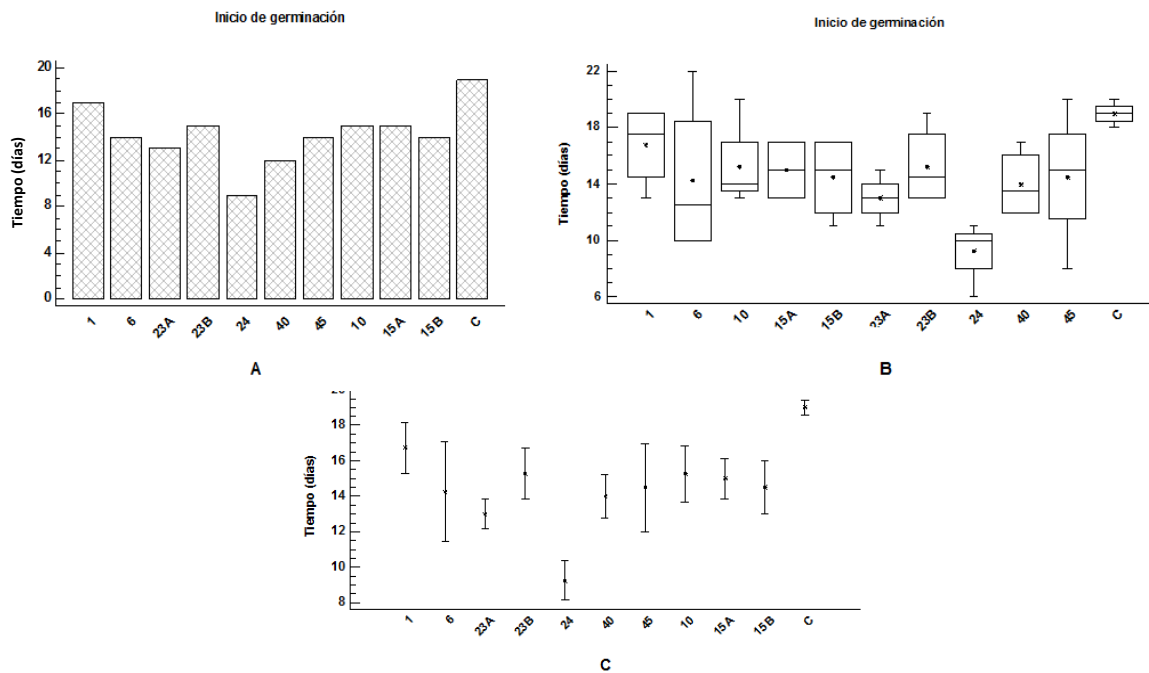 Inicio de germinación
Tiempo (días)
20
16
12
8
4
0
1 6 23A 23B 24 40 45 10 15A 15B C
A
Inicio de germinación
Tiempo (días)
22
18
14
10
6
1 6 10 15A 15B 23A 23B 24 40 45 C
B
Tiempo (días)
20
18
16
14
12
10
8
1 6 23A 23B 24 40 45 10 15A 15B C
C